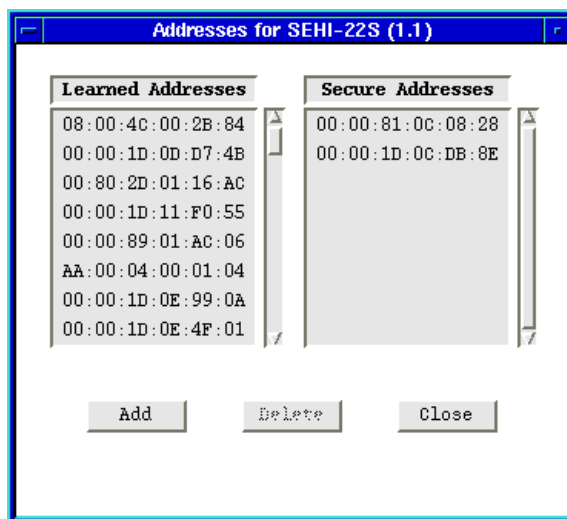 Addresses for SEHI-22S (1.1)
Learned Addresses
08:00:4C:00:2B:84
00:00:1D:0D:D7:4B
00:80:2D:01:16:AC
00:00:1D:11:F0:55
00:00:89:01:AC:06
AA:00:04:00:01:04
00:00:1D:0E:99:0A
00:00:1D:0E:4F:01
Secure Addresses
00:00:81:0C:08:28
00:00:1D:0C:DB:8E
Add
Delete
Close